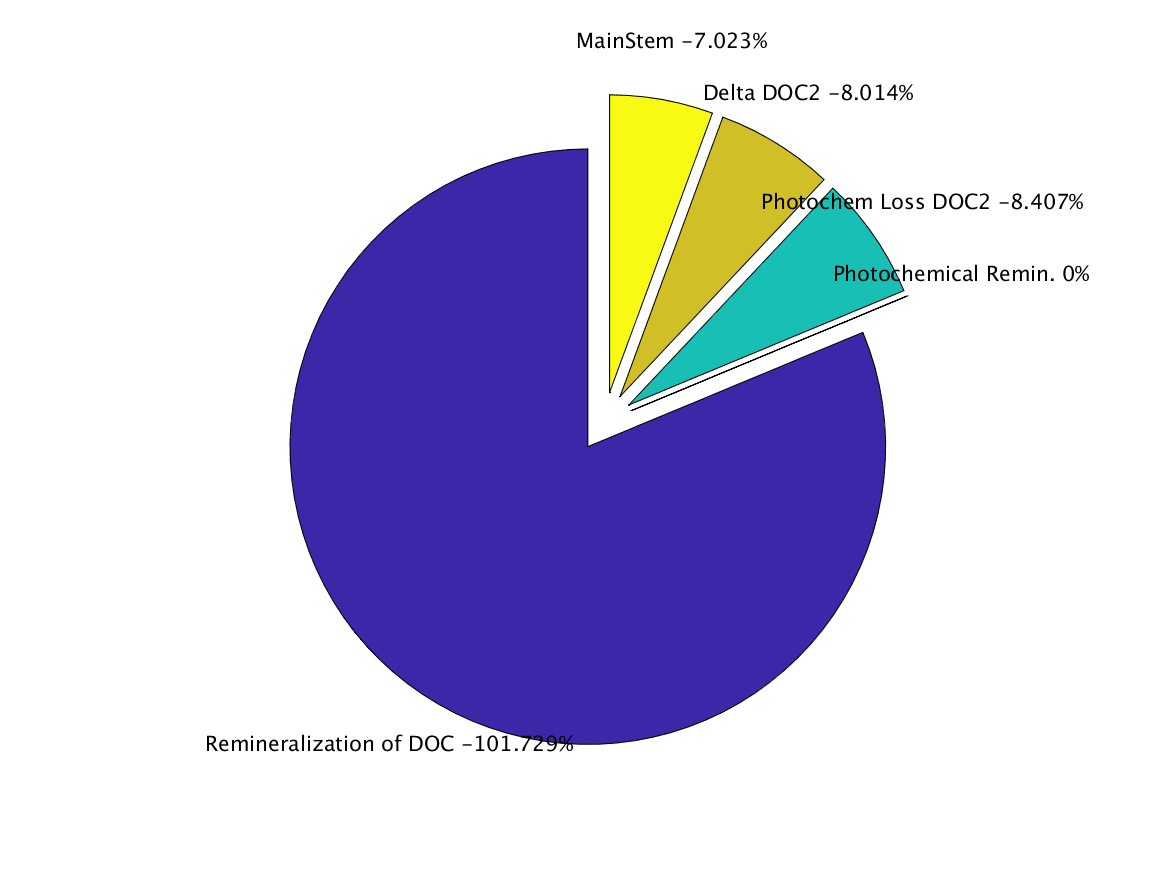 MainStem -7.023%
Delta DOC2 -8.014%
Photochem Loss DOC2 -8.407%
Photochemical Remin. 0%
Remineralization of DOC -101.729%